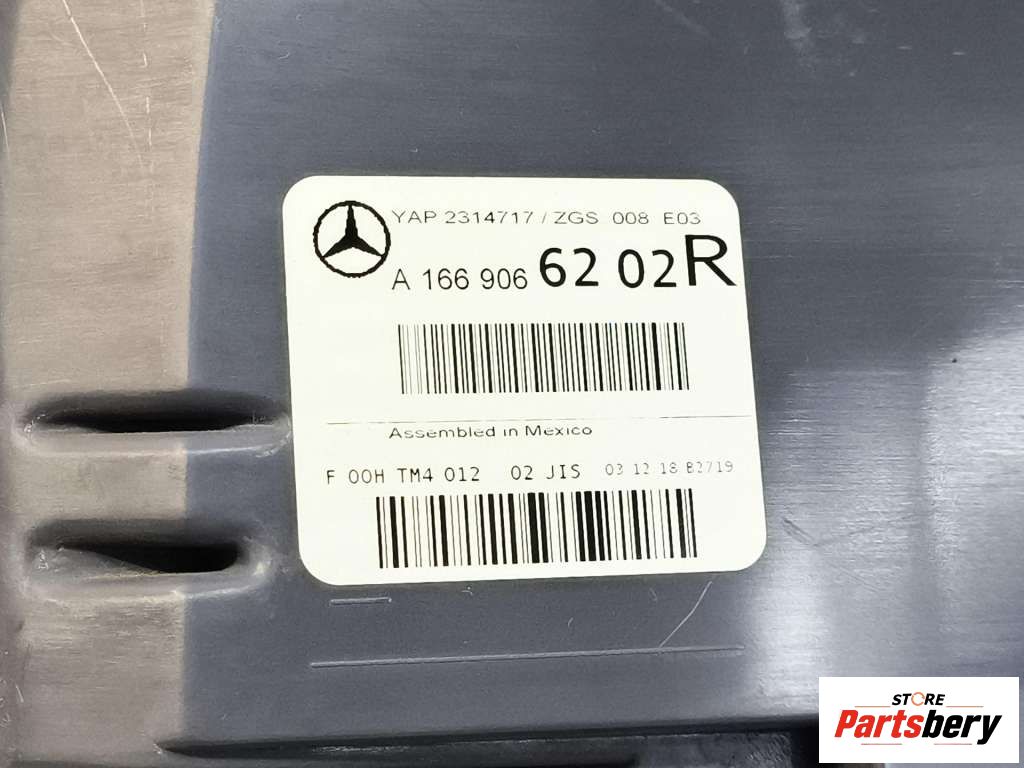 YAP 2314717 / ZGS 008 E03
A 166 906 62 02 R
Assembled in Mexico
F 00H TM4 012 02 JIS 03 12 18 B2719
STORE
Partsbery